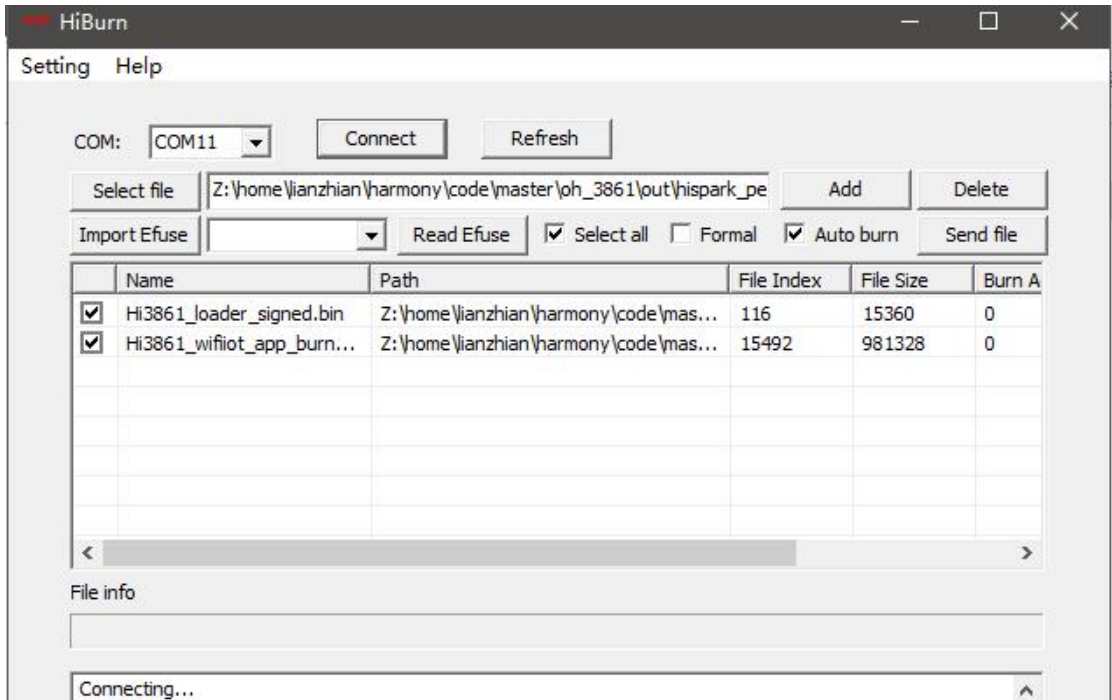 HiBurn
Setting Help
COM: COM11 Connect Refresh
Select file Z:\home\lianzhian\harmony\code\master\oh_3861\out\hispark_pe Add Delete
Import Efuse Read Efuse Select all Formal Auto burn Send file
Name Path File Index File Size Burn A
Hi3861_loader_signed.bin Z:\home\lianzhian\harmony\code\mas... 116 15360 0
Hi3861_wifiiot_app_burn... Z:\home\lianzhian\harmony\code\mas... 15492 981328 0
File info
Connecting...